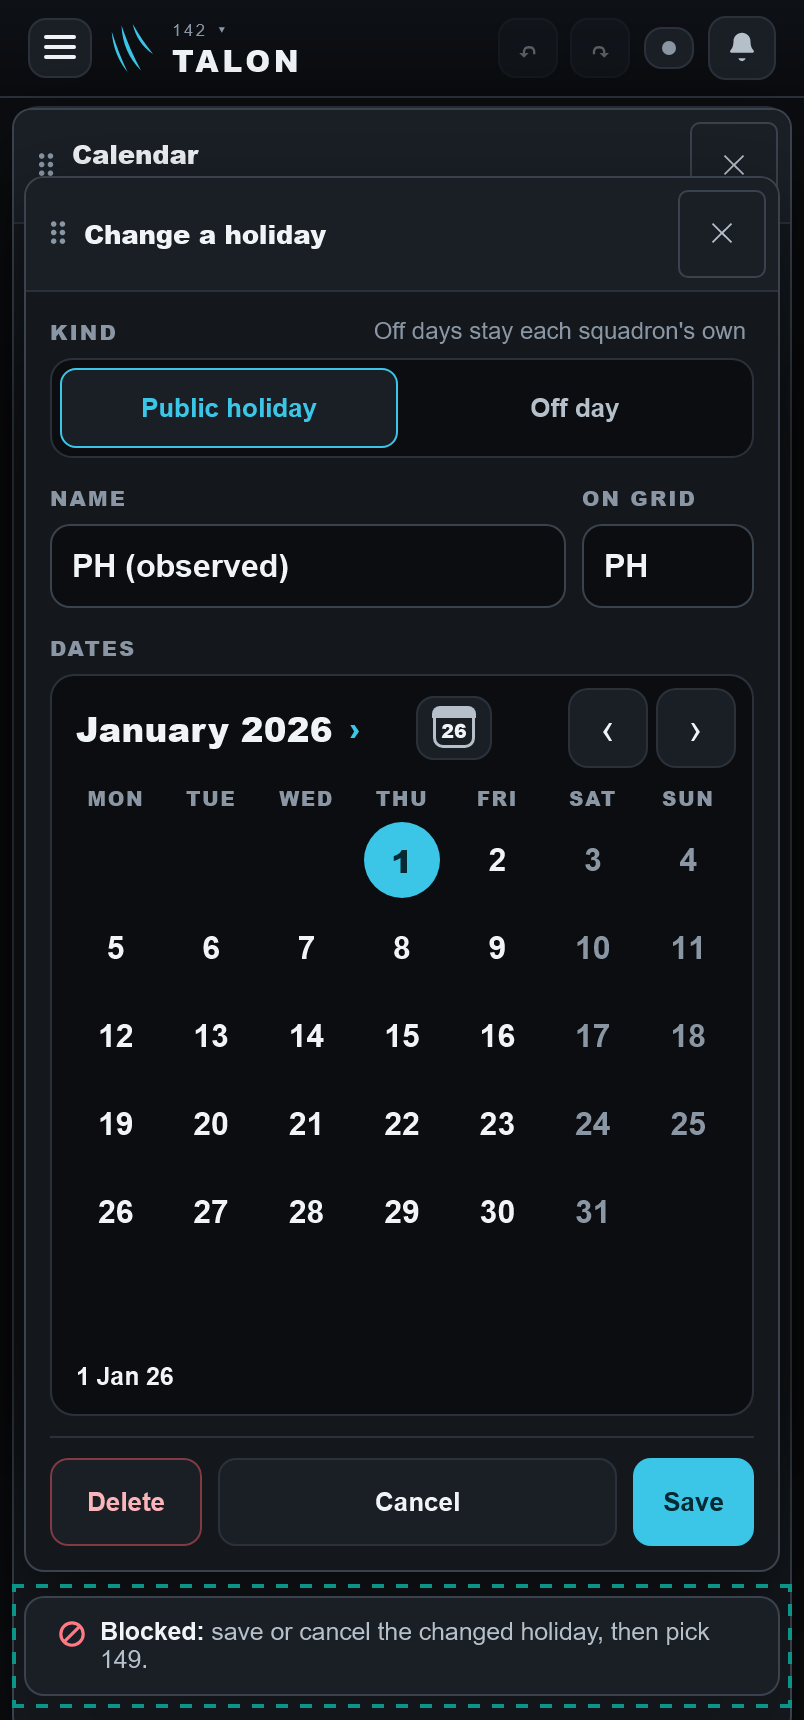 142 ▾
TALON
Calendar
Change a holiday
KIND
Off days stay each squadron's own
Public holiday
Off day
NAME
ON GRID
PH (observed)
PH
DATES
January 2026 ›
26
‹ ›
MON TUE WED THU FRI SAT SUN
1 2 3 4
5 6 7 8 9 10 11
12 13 14 15 16 17 18
19 20 21 22 23 24 25
26 27 28 29 30 31
1 Jan 26
Delete
Cancel
Save
Blocked: save or cancel the changed holiday, then pick
149.